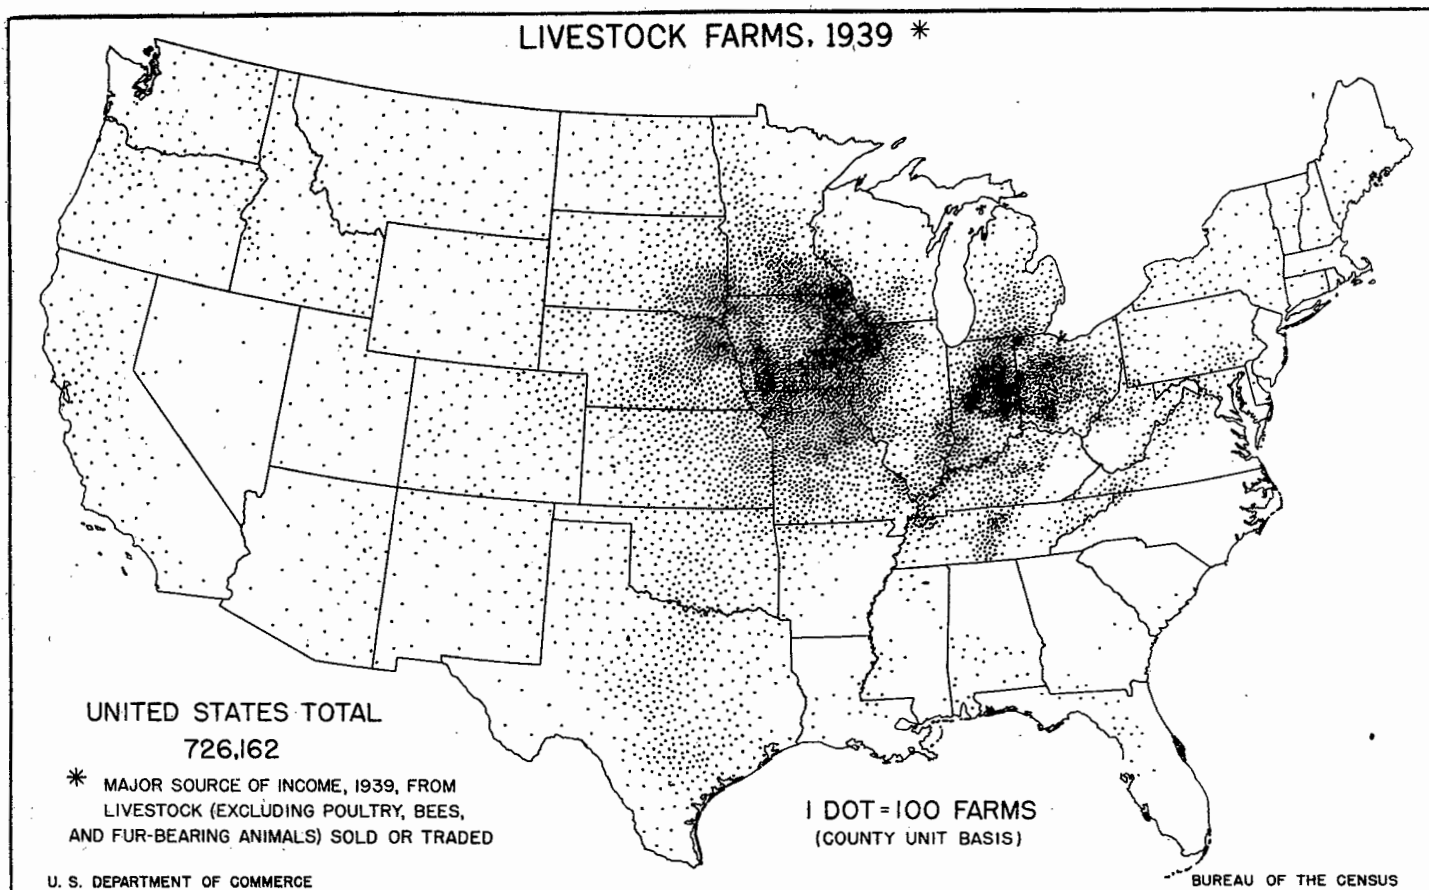 LIVESTOCK FARMS, 1939 *
UNITED STATES TOTAL
726,162
* MAJOR SOURCE OF INCOME, 1939, FROM
LIVESTOCK (EXCLUDING POULTRY, BEES,
AND FUR-BEARING ANIMALS) SOLD OR TRADED
1 DOT = 100 FARMS
(COUNTY UNIT BASIS)
U. S. DEPARTMENT OF COMMERCE
BUREAU OF THE CENSUS